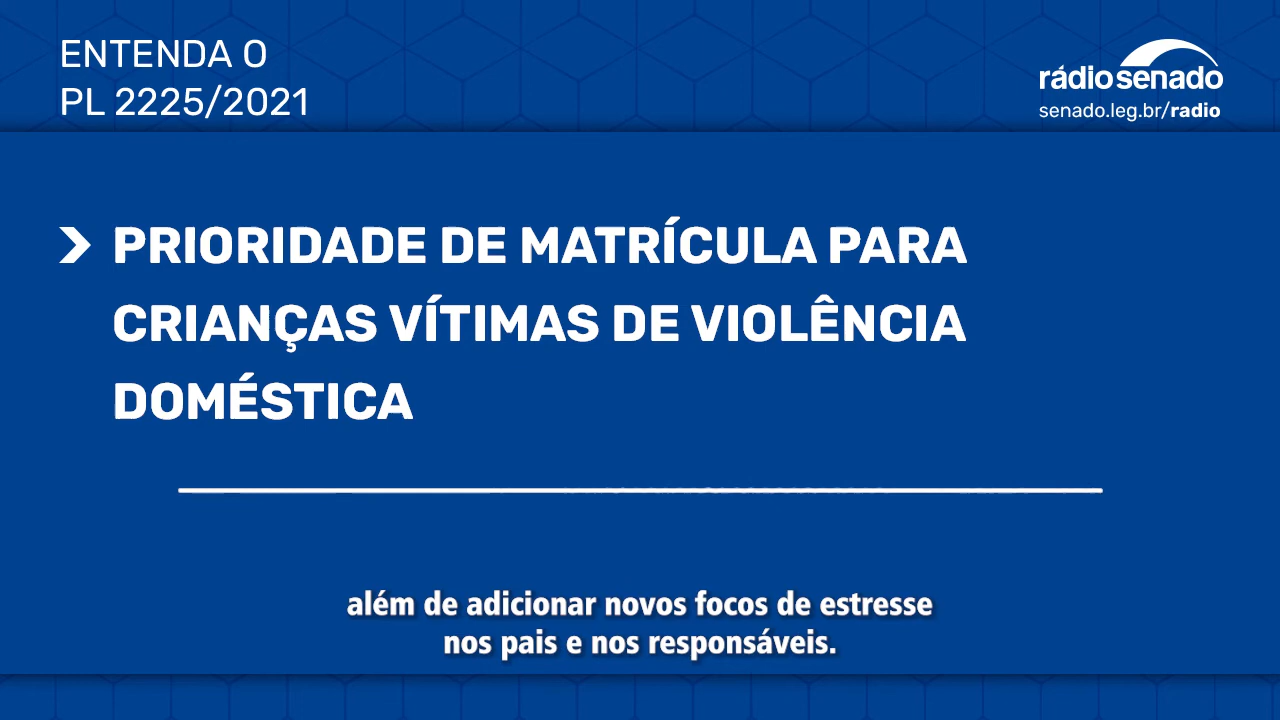 ENTENDA O
PL 2225/2021
rádio senado
senado.leg.br/radio
PRIORIDADE DE MATRÍCULA PARA
CRIANÇAS VÍTIMAS DE VIOLÊNCIA
DOMÉSTICA
além de adicionar novos focos de estresse
nos pais e nos responsáveis.